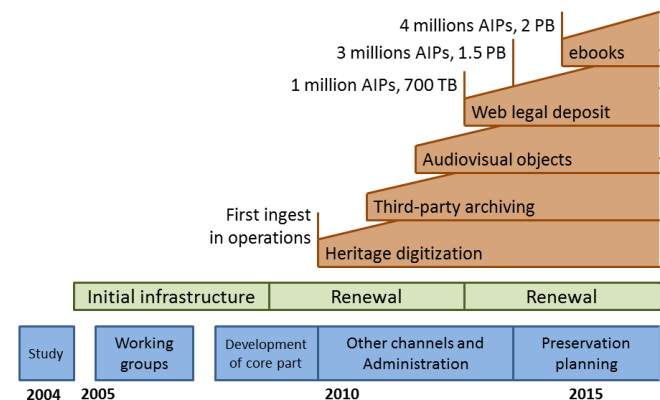 4 millions AIPs, 2 PB
ebooks
3 millions AIPs, 1.5 PB
1 million AIPs, 700 TB
Web legal deposit
Audiovisual objects
Third-party archiving
First ingest
in operations
Heritage digitization
Initial infrastructure
Renewal
Renewal
Study
Working
groups
Development
of core part
Other channels and
Administration
Preservation
planning
2004
2005
2010
2015